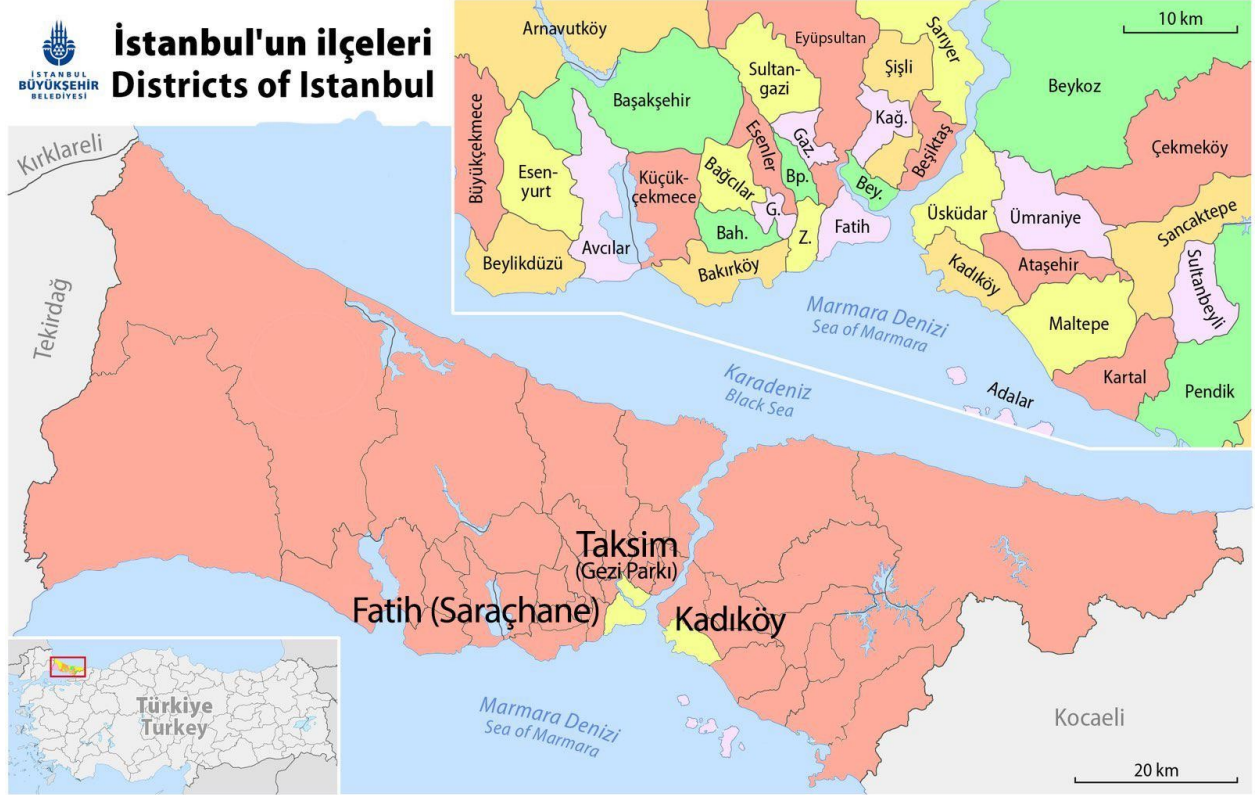 İSTANBUL
BÜYÜKŞEHİR
BELEDİYESİ
İstanbul'un ilçeleri
Districts of Istanbul
Kırklareli
Tekirdağ
Arnavutköy
Büyükçekmece
Esen-
yurt
Beylikdüzü
Avcılar
Başakşehir
Küçük-
çekmece
Bağcılar
Bah.
Bakırköy
Esenler
G.
Sultan-
gazi
Gaz.
Bp.
Z.
Eyüpsultan
Fatih
Kağ.
Şişli
Bey.
Beşiktaş
Sarıyer
10 km
Beykoz
Çekmeköy
Üsküdar
Ümraniye
Sancaktepe
Kadıköy
Ataşehir
Sultanbeyli
Maltepe
Kartal
Pendik
Adalar
Marmara Denizi
Sea of Marmara
Karadeniz
Black Sea
Taksim
(Gezi Parkı)
Fatih (Saraçhane)
Kadıköy
Marmara Denizi
Sea of Marmara
Türkiye
Turkey
Kocaeli
20 km